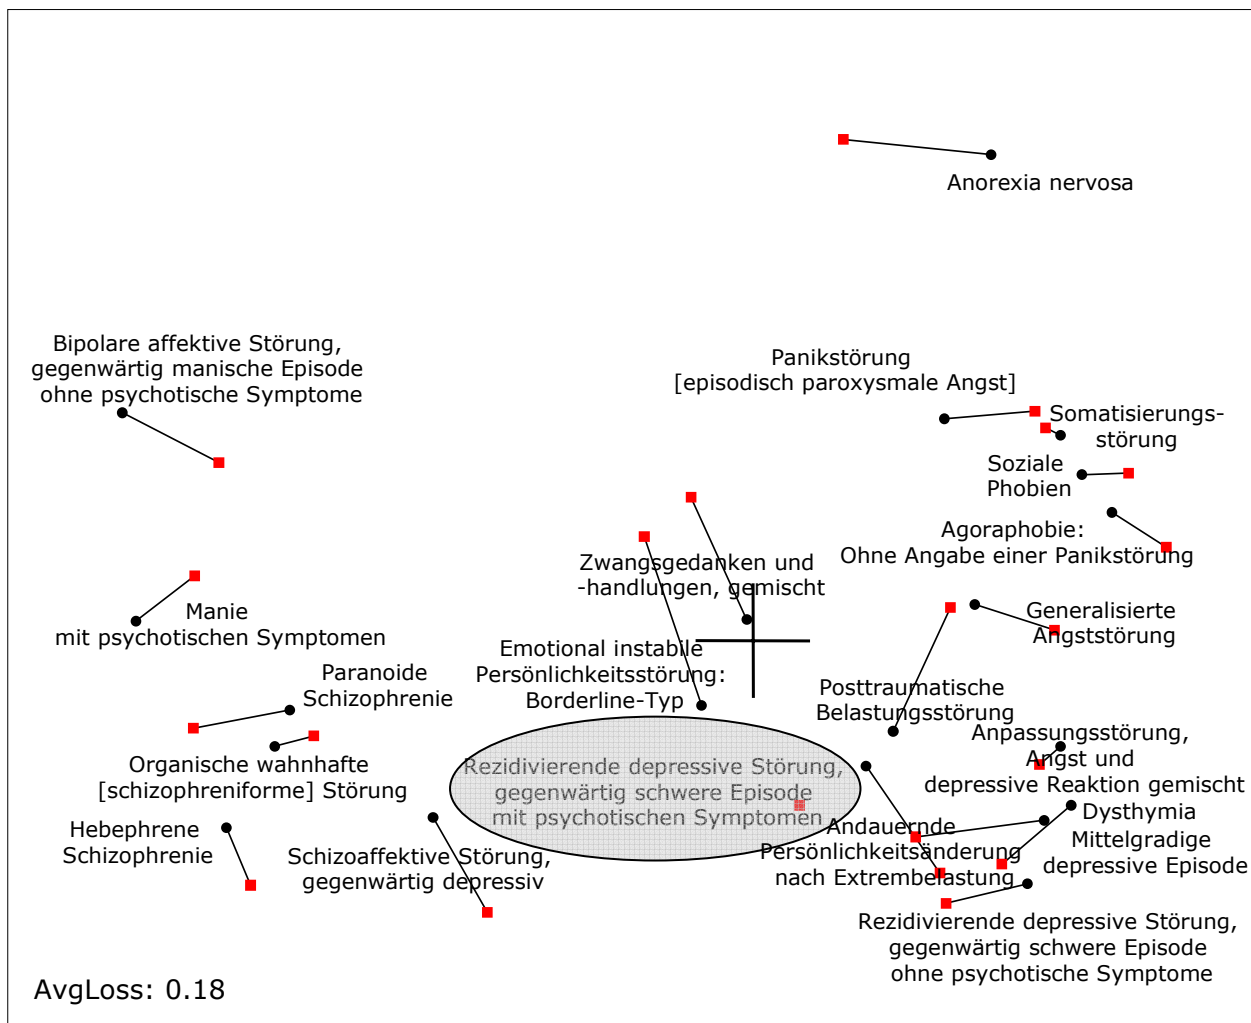 Anorexia nervosa
Bipolare affektive Störung,
gegenwärtig manische Episode
ohne psychotische Symptome
Panikstörung
[episodisch paroxysmale Angst]
Somatisierungs-
störung
Soziale
Phobien
Agoraphobie:
Ohne Angabe einer Panikstörung
Zwangsgedanken und
-handlungen, gemischt
Manie
mit psychotischen Symptomen
Generalisierte
Angststörung
Emotional instabile
Persönlichkeitsstörung:
Borderline-Typ
Paranoide
Schizophrenie
Posttraumatische
Belastungsstörung
Organische wahnhafte
[schizophreniforme] Störung
Anpassungsstörung,
Angst und
depressive Reaktion gemischt
Rezidivierende depressive Störung,
gegenwärtig schwere Episode
mit psychotischen Symptomen
Dysthymia
Hebephrene
Schizophrenie
Schizoaffektive Störung,
gegenwärtig depressiv
Andauernde
Persönlichkeitsänderung
nach Extrembelastung
Mittelgradige
depressive Episode
Rezidivierende depressive Störung,
gegenwärtig schwere Episode
ohne psychotische Symptome
AvgLoss: 0.18